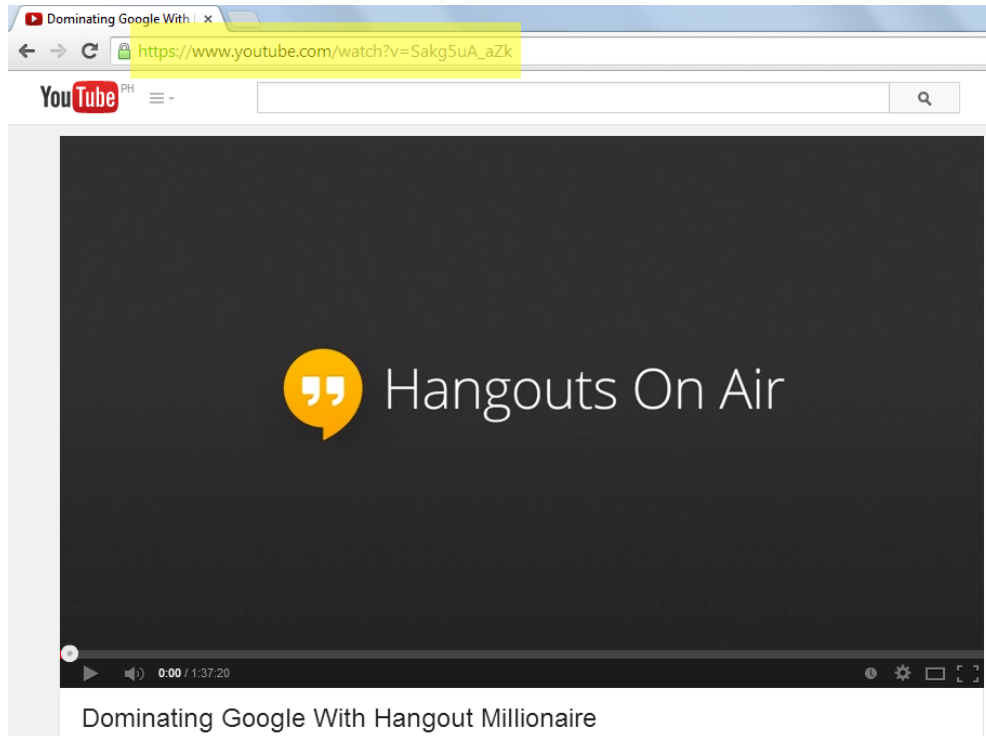 Dominating Google With
https://www.youtube.com/watch?v=Sakg5uA_aZk
YouTube PH
Hangouts On Air
0:00 / 1:37:20
Dominating Google With Hangout Millionaire